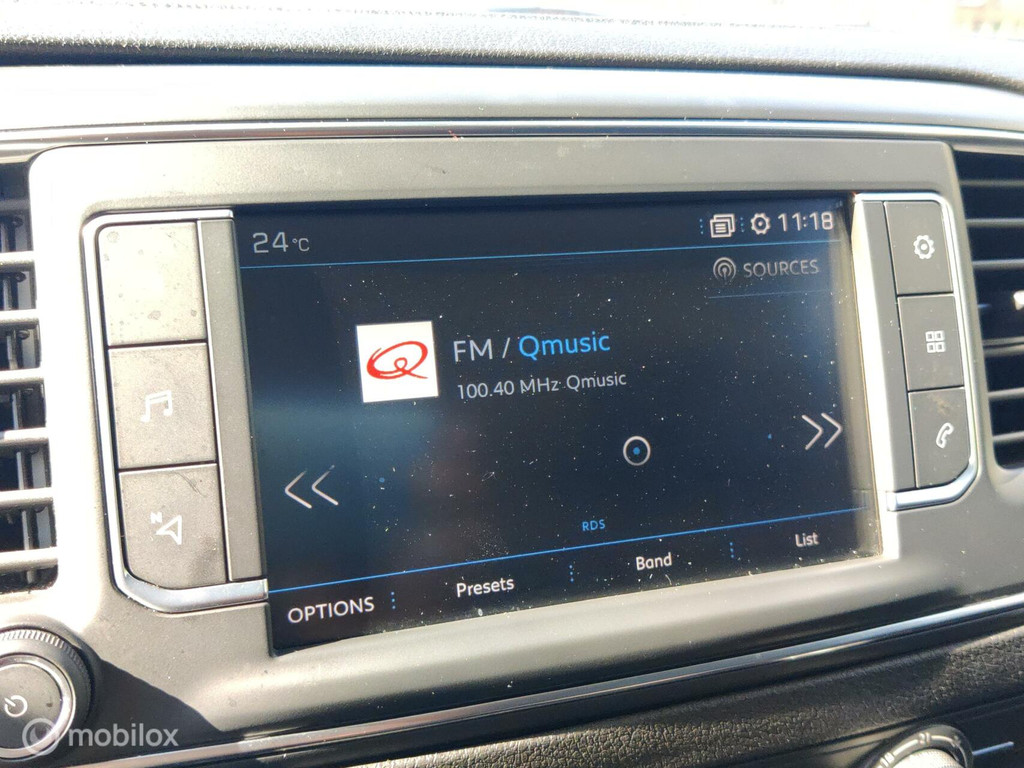 24°C
11:18
SOURCES
FM / Qmusic
100.40 MHz Qmusic
N
RDS
OPTIONS
Presets
Band
List
mobilox